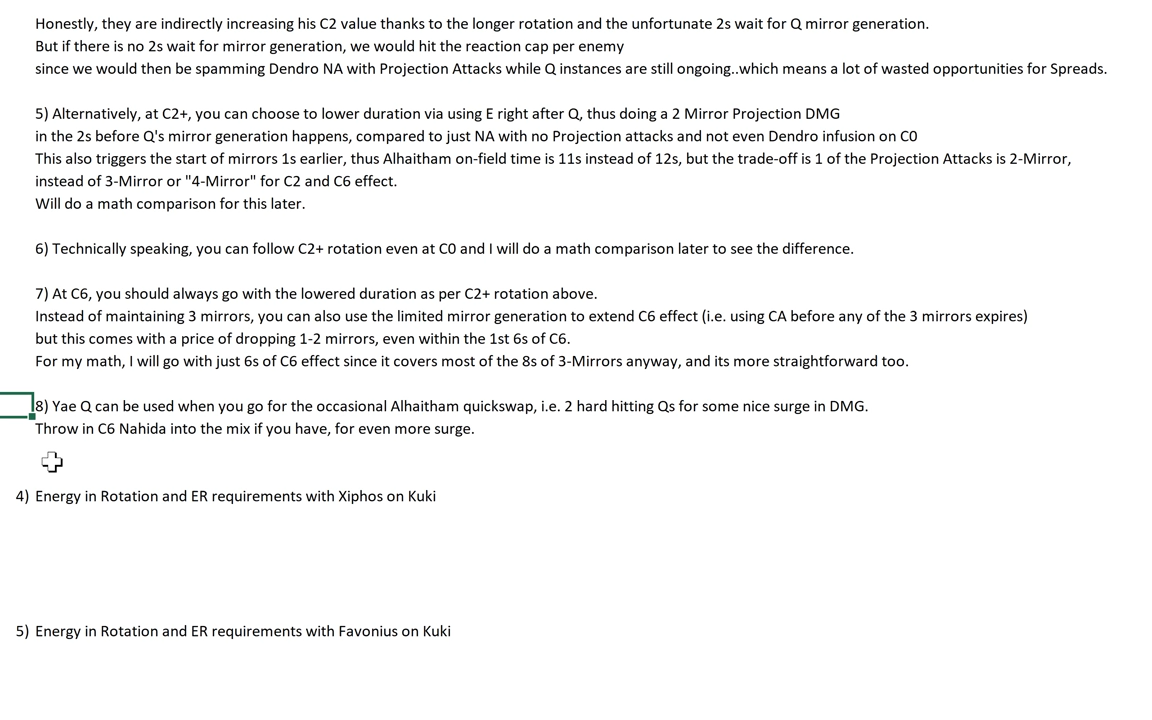 Honestly, they are indirectly increasing his C2 value thanks to the longer rotation and the unfortunate 2s wait for Q mirror generation.
But if there is no 2s wait for mirror generation, we would hit the reaction cap per enemy
since we would then be spamming Dendro NA with Projection Attacks while Q instances are still ongoing..which means a lot of wasted opportunities for Spreads.
5) Alternatively, at C2+, you can choose to lower duration via using E right after Q, thus doing a 2 Mirror Projection DMG
in the 2s before Q's mirror generation happens, compared to just NA with no Projection attacks and not even Dendro infusion on C0
This also triggers the start of mirrors 1s earlier, thus Alhaitham on-field time is 11s instead of 12s, but the trade-off is 1 of the Projection Attacks is 2-Mirror,
instead of 3-Mirror or "4-Mirror" for C2 and C6 effect.
Will do a math comparison for this later.
6) Technically speaking, you can follow C2+ rotation even at C0 and I will do a math comparison later to see the difference.
7) At C6, you should always go with the lowered duration as per C2+ rotation above.
Instead of maintaining 3 mirrors, you can also use the limited mirror generation to extend C6 effect (i.e. using CA before any of the 3 mirrors expires)
but this comes with a price of dropping 1-2 mirrors, even within the 1st 6s of C6.
For my math, I will go with just 6s of C6 effect since it covers most of the 8s of 3-Mirrors anyway, and its more straightforward too.
8) Yae Q can be used when you go for the occasional Alhaitham quickswap, i.e. 2 hard hitting Qs for some nice surge in DMG.
Throw in C6 Nahida into the mix if you have, for even more surge.
4) Energy in Rotation and ER requirements with Xiphos on Kuki
5) Energy in Rotation and ER requirements with Favonius on Kuki